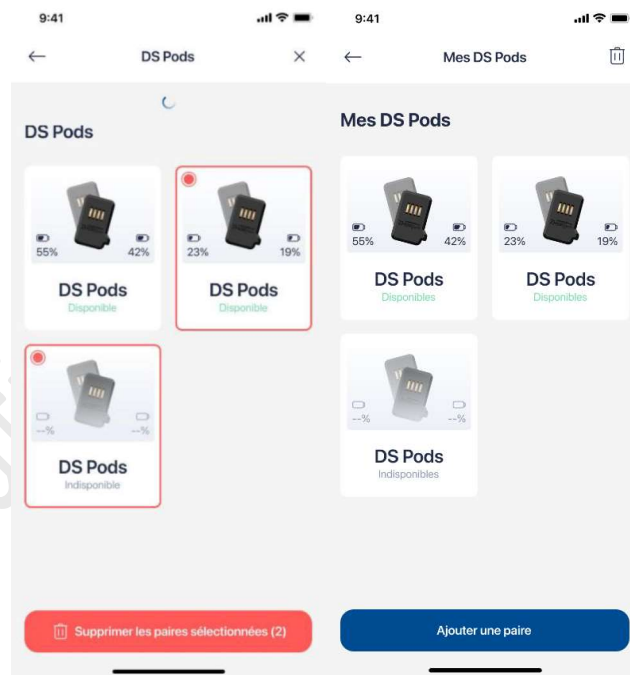 9:41
DS Pods
DS Pods
55%
42%
23%
19%
DS Pods
Disponible
DS Pods
Disponible
--%
--%
DS Pods
Indisponible
Supprimer les paires sélectionnées (2)
9:41
Mes DS Pods
Mes DS Pods
55%
42%
23%
19%
DS Pods
Disponibles
DS Pods
Disponibles
--%
--%
DS Pods
Indisponibles
Ajouter une paire